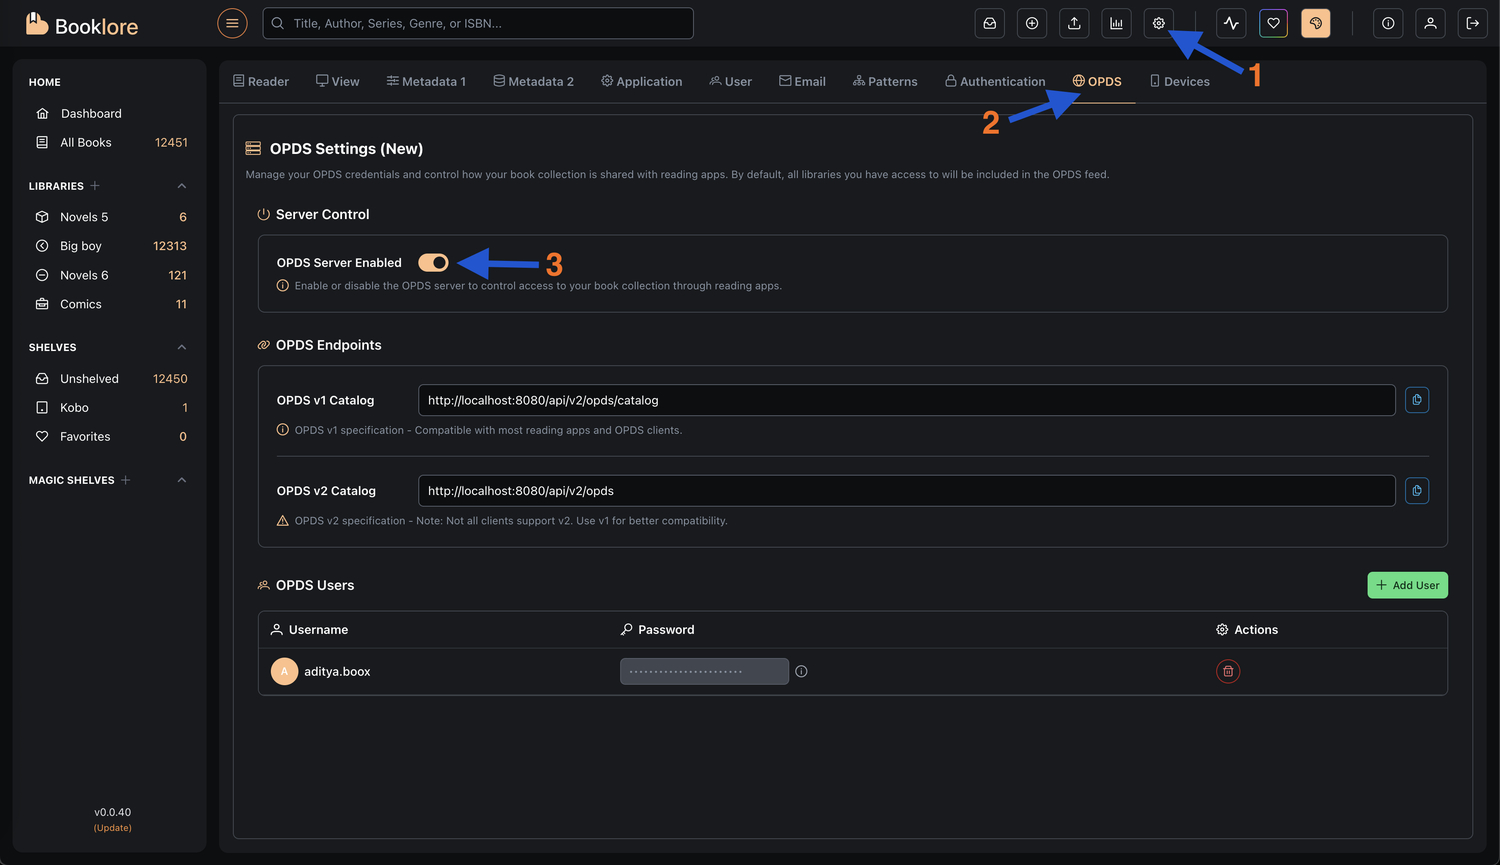 Booklore
Title, Author, Series, Genre, or ISBN...
1
HOME
Dashboard
All Books 12451
LIBRARIES
Novels 5 6
Big boy 12313
Novels 6 121
Comics 11
SHELVES
Unshelved 12450
Kobo 1
Favorites 0
MAGIC SHELVES
v0.0.40
(Update)
Reader View Metadata 1 Metadata 2 Application User Email Patterns Authentication OPDS Devices
2
OPDS Settings (New)
Manage your OPDS credentials and control how your book collection is shared with reading apps. By default, all libraries you have access to will be included in the OPDS feed.
Server Control
OPDS Server Enabled 3
Enable or disable the OPDS server to control access to your book collection through reading apps.
OPDS Endpoints
OPDS v1 Catalog http://localhost:8080/api/v2/opds/catalog
OPDS v1 specification - Compatible with most reading apps and OPDS clients.
OPDS v2 Catalog http://localhost:8080/api/v2/opds
OPDS v2 specification - Note: Not all clients support v2. Use v1 for better compatibility.
OPDS Users + Add User
Username Password Actions
A aditya.boox